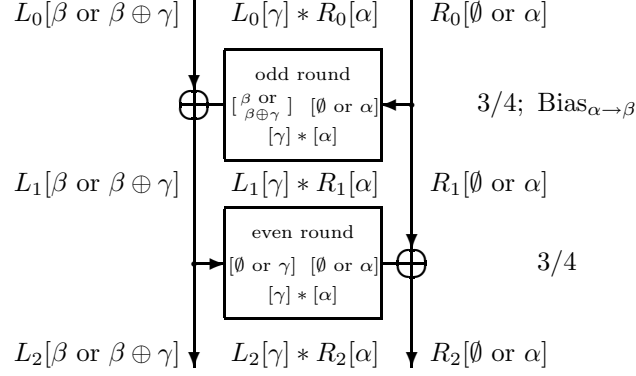 L₀[β or β ⊕ γ] L₀[γ] * R₀[α] R₀[∅ or α]
odd round
[β or β⊕γ] [∅ or α] 3/4; Bias_{α→β}
[γ] * [α]
L₁[β or β ⊕ γ] L₁[γ] * R₁[α] R₁[∅ or α]
even round
[∅ or γ] [∅ or α] 3/4
[γ] * [α]
L₂[β or β ⊕ γ] L₂[γ] * R₂[α] R₂[∅ or α]